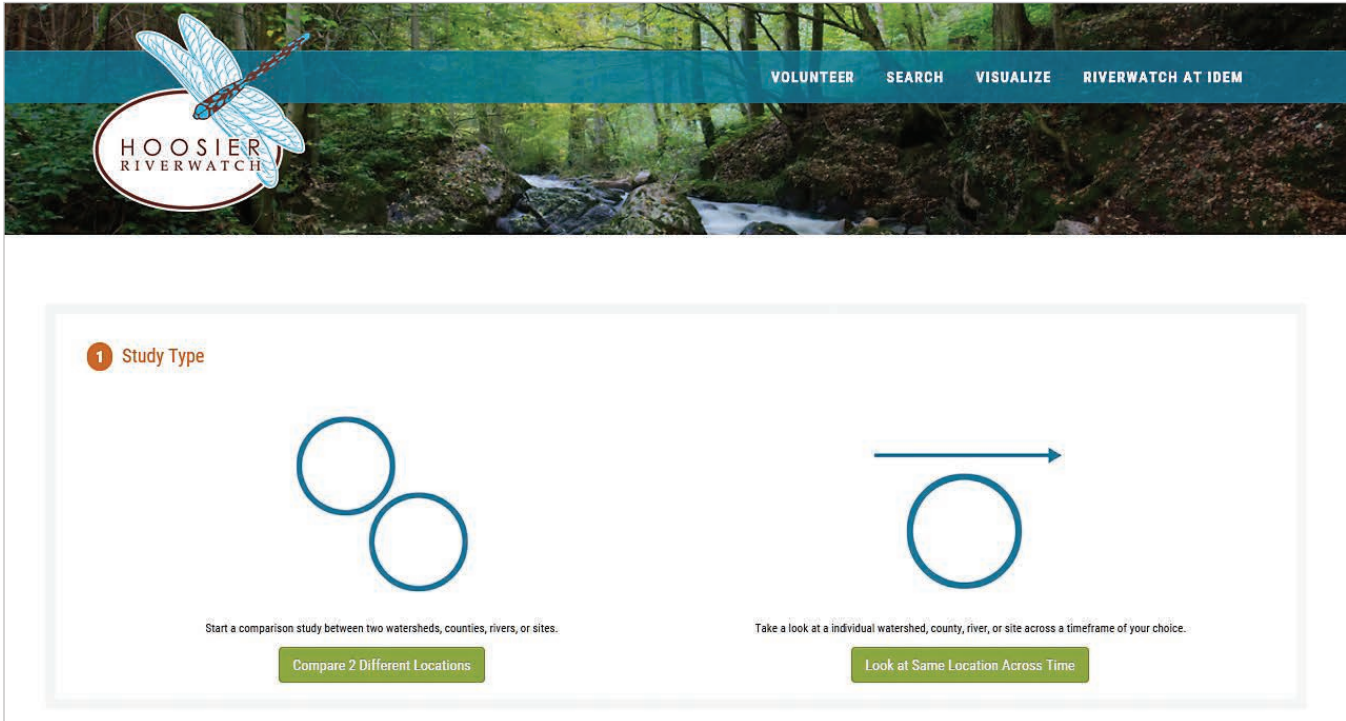 VOLUNTEER SEARCH VISUALIZE RIVERWATCH AT IDEM
HOOSIER
RIVERWATCH
1 Study Type
Start a comparison study between two watersheds, counties, rivers, or sites.
Compare 2 Different Locations
Take a look at a individual watershed, county, river, or site across a timeframe of your choice.
Look at Same Location Across Time